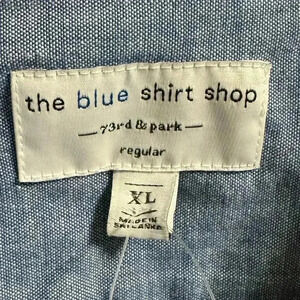 the blue shirt shop
— 73rd & park —
regular
XL
MADE IN
SRI LANKA